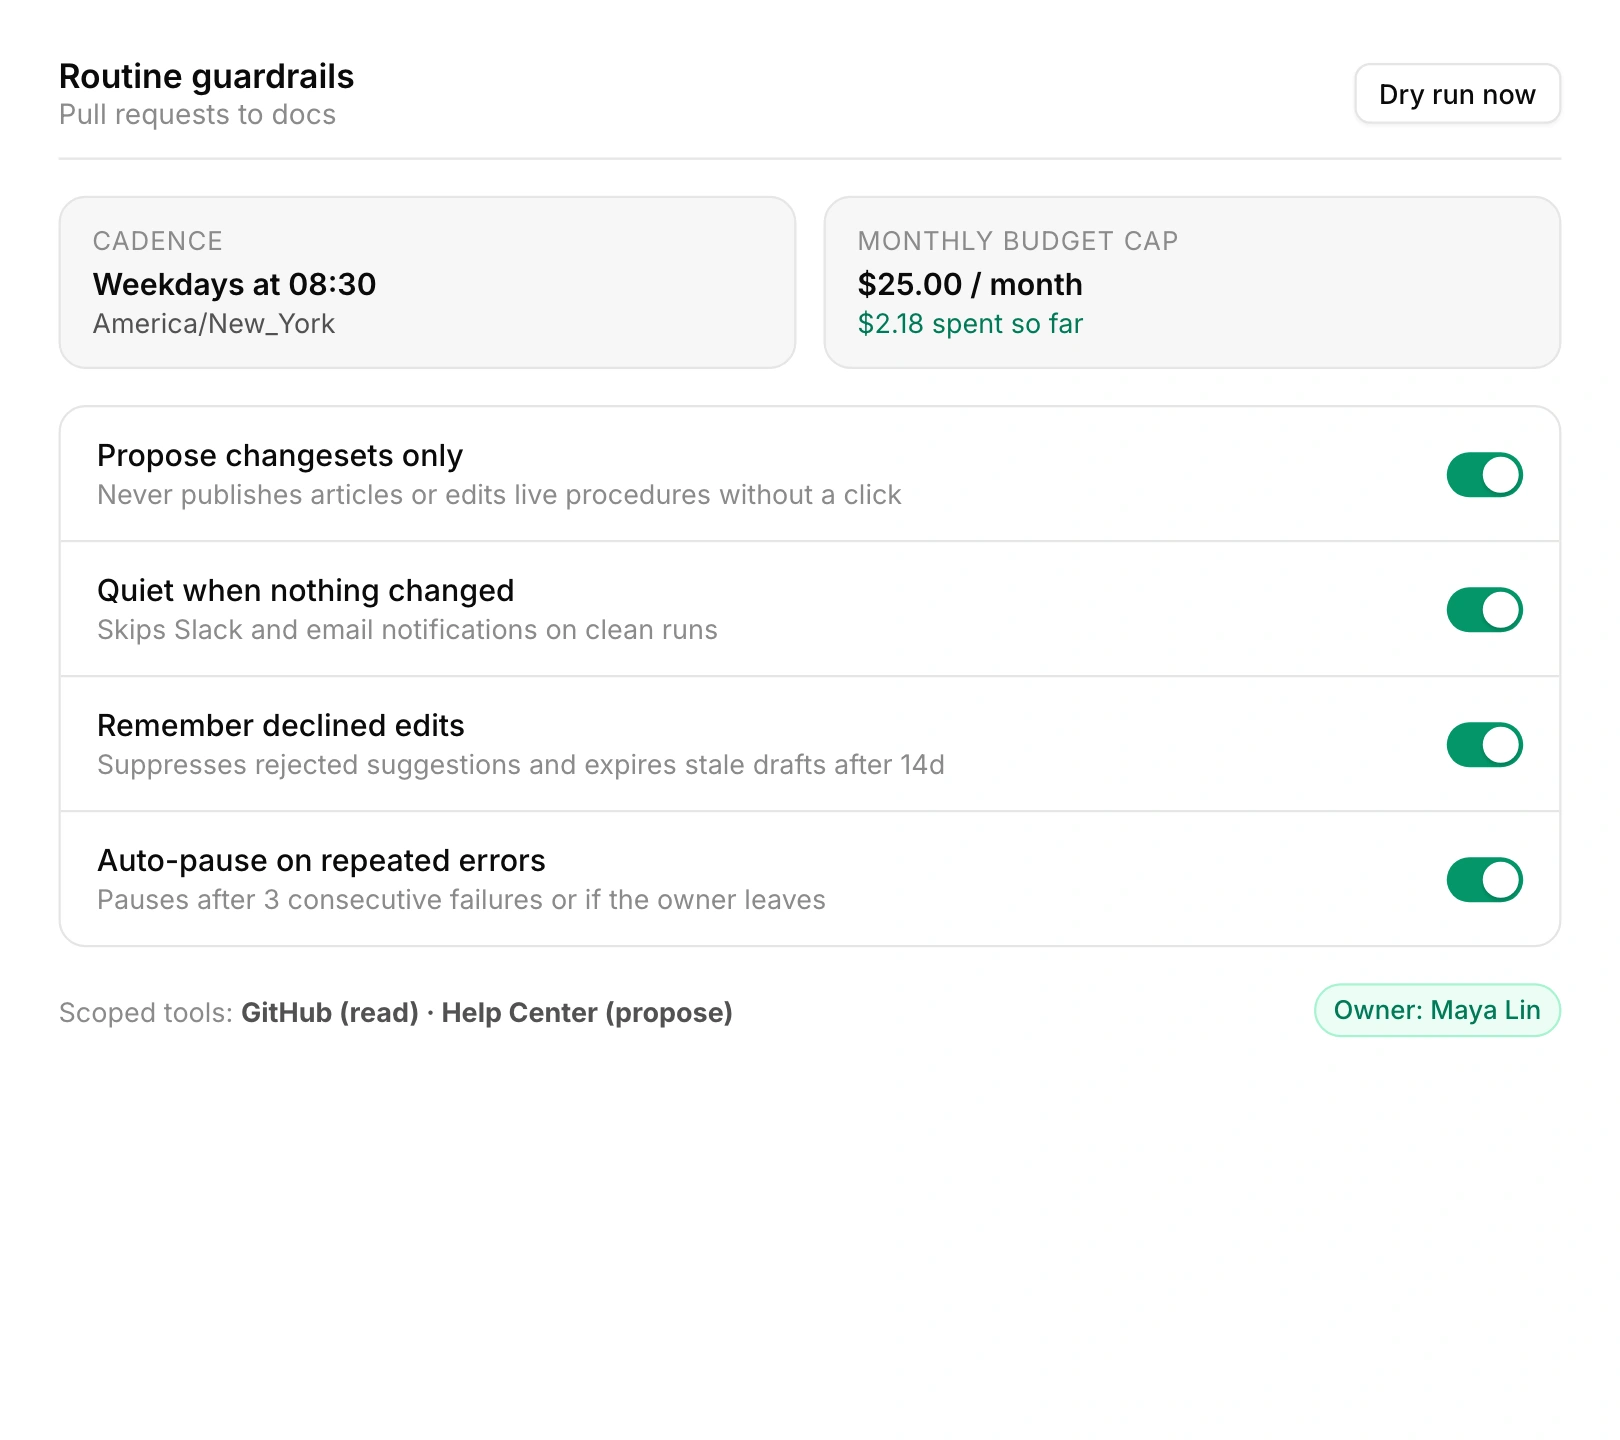 Routine guardrails
Pull requests to docs
Dry run now
CADENCE
Weekdays at 08:30
America/New_York
MONTHLY BUDGET CAP
$25.00 / month
$2.18 spent so far
Propose changesets only
Never publishes articles or edits live procedures without a click
Quiet when nothing changed
Skips Slack and email notifications on clean runs
Remember declined edits
Suppresses rejected suggestions and expires stale drafts after 14d
Auto-pause on repeated errors
Pauses after 3 consecutive failures or if the owner leaves
Scoped tools: GitHub (read) · Help Center (propose)
Owner: Maya Lin